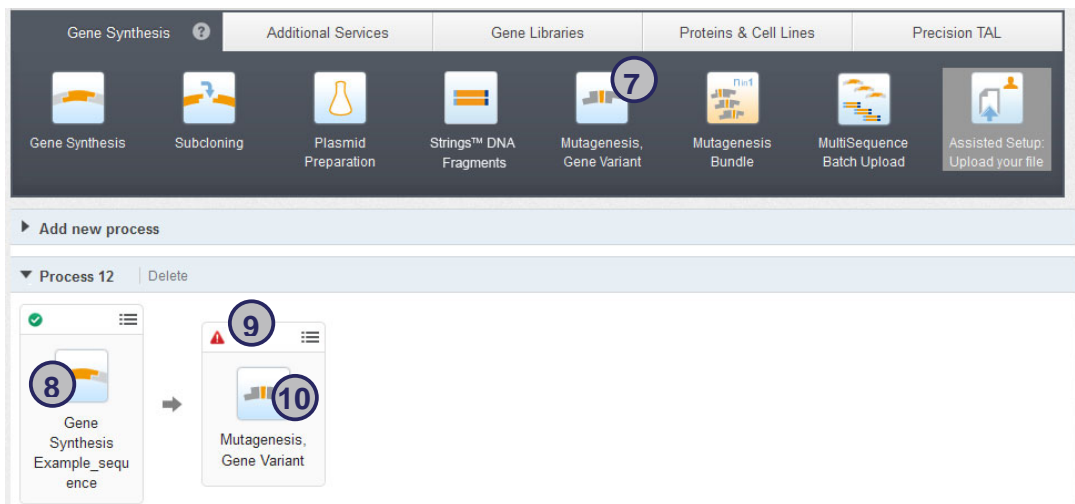 Gene Synthesis ? Additional Services Gene Libraries Proteins & Cell Lines Precision TAL
7
n in 1
Gene Synthesis Subcloning Plasmid Strings™ DNA Mutagenesis, Mutagenesis MultiSequence Assisted Setup:
Preparation Fragments Gene Variant Bundle Batch Upload Upload your file
Add new process
Process 12 Delete
9
8
10
Gene
Synthesis
Example_sequ
ence
Mutagenesis,
Gene Variant